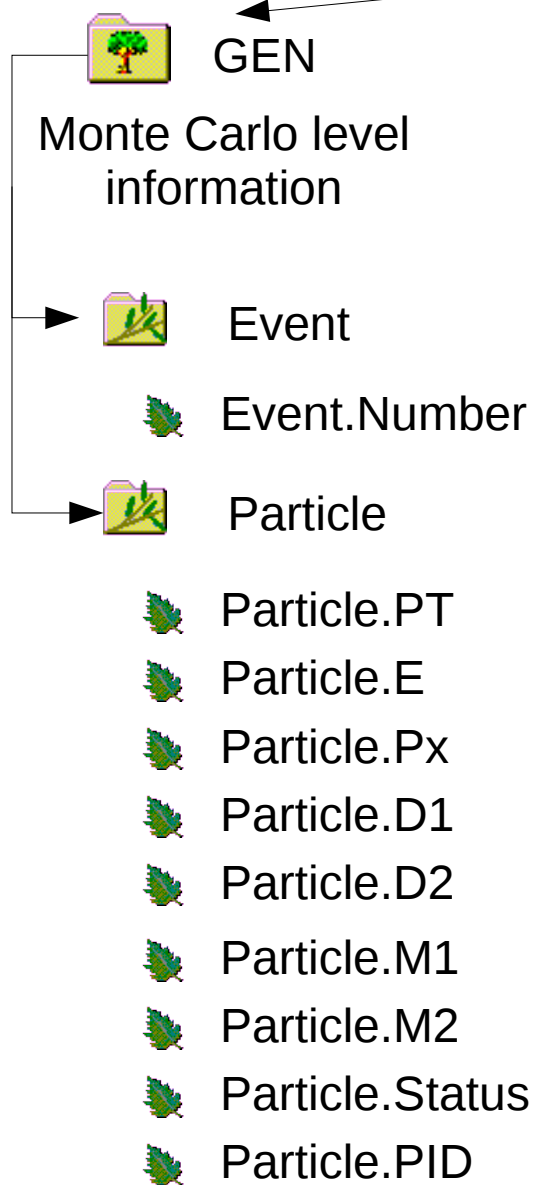 GEN
Monte Carlo level
information
Event
Event.Number
Particle
Particle.PT
Particle.E
Particle.Px
Particle.D1
Particle.D2
Particle.M1
Particle.M2
Particle.Status
Particle.PID